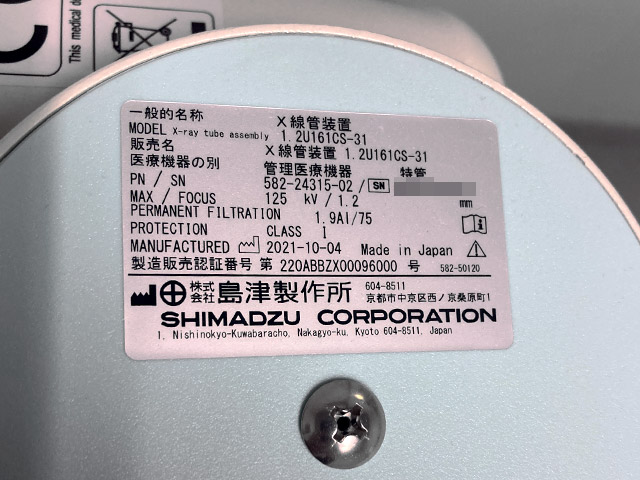 This medical de
一般的名称 X線管装置
MODEL X-ray tube assembly 1.2U161CS-31
販売名 X線管装置 1.2U161CS-31
医療機器の別 管理医療機器 特管
PN / SN 582-24315-02 / SN
MAX / FOCUS 125 kV / 1.2 mm
PERMANENT FILTRATION 1.9Al/75
PROTECTION CLASS I
MANUFACTURED 2021-10-04 Made in Japan
製造販売認証番号 第 220ABBZX00096000 号 582-50120
株式会社 島津製作所 604-8511
京都市中京区西ノ京桑原町1
SHIMADZU CORPORATION
1, Nishinokyo-Kuwabaracho, Nakagyo-ku, Kyoto 604-8511, Japan